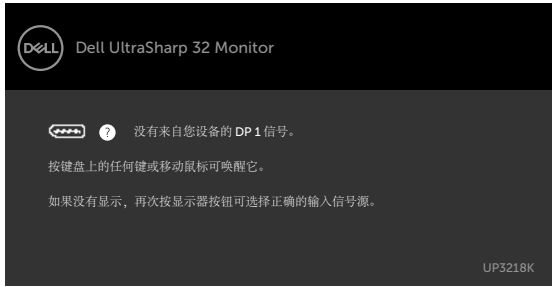 DELL
Dell UltraSharp 32 Monitor
? 没有来自您设备的 DP 1 信号。
按键盘上的任何键或移动鼠标可唤醒它。
如果没有显示，再次按显示器按钮可选择正确的输入信号源。
UP3218K